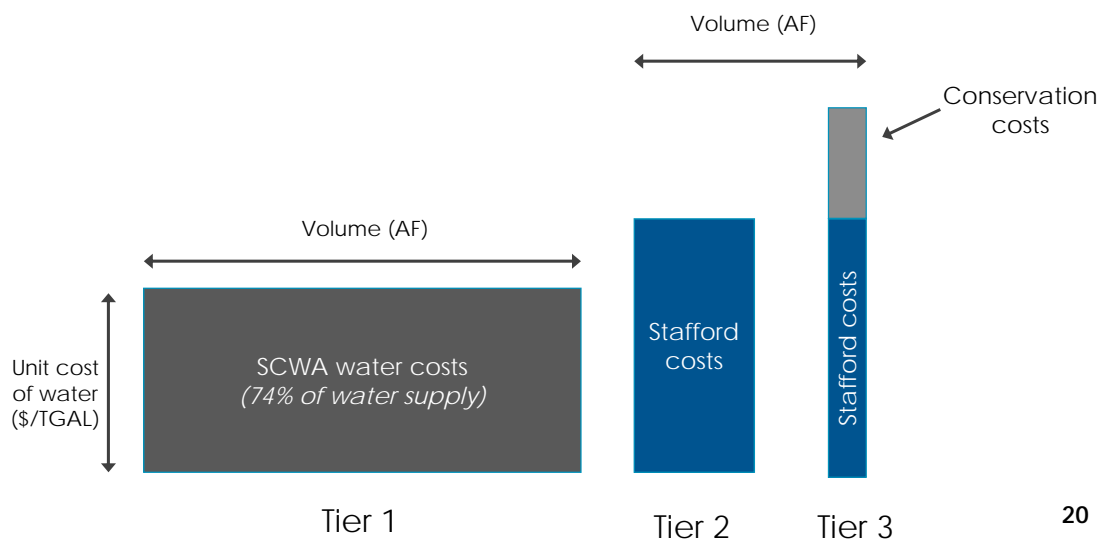 Volume (AF)
Conservation
costs
Volume (AF)
Unit cost
of water
($/TGAL)
SCWA water costs
(74% of water supply)
Stafford
costs
Stafford costs
Tier 1
Tier 2
Tier 3
20